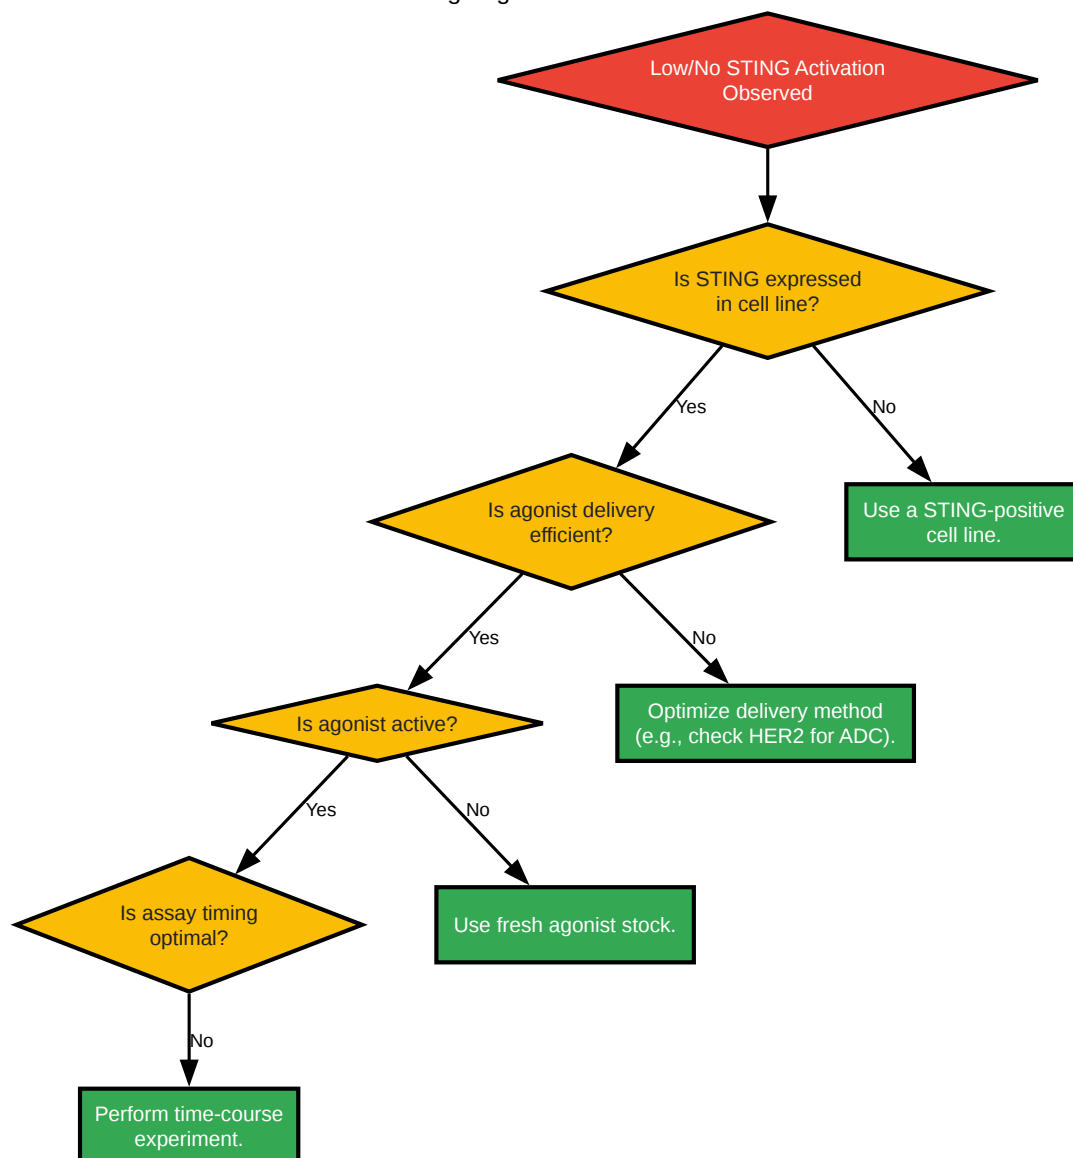 Low/No STING Activation
Observed
Is STING expressed
in cell line?
Yes
No
Is agonist delivery
efficient?
Use a STING-positive
cell line.
Yes
No
Is agonist active?
Optimize delivery method
(e.g., check HER2 for ADC).
Yes
No
Is assay timing
optimal?
Use fresh agonist stock.
No
Perform time-course
experiment.